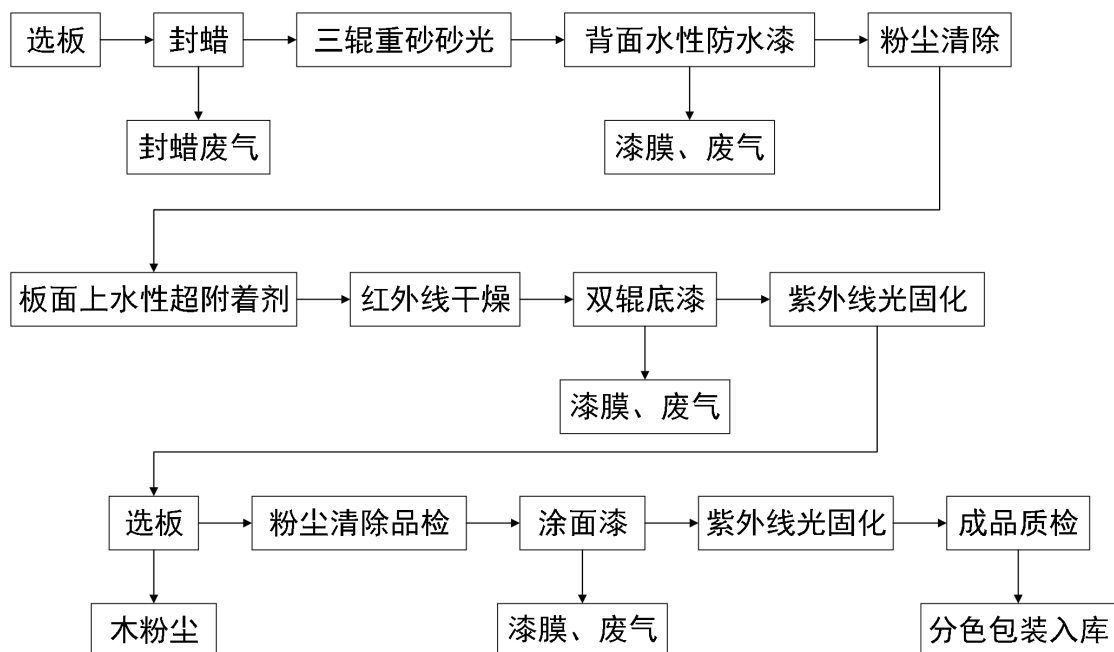 选板
封蜡
三辊重砂砂光
背面水性防水漆
粉尘清除
封蜡废气
漆膜、废气
板面上水性超附着剂
红外线干燥
双辊底漆
紫外线光固化
漆膜、废气
选板
粉尘清除品检
涂面漆
紫外线光固化
成品质检
木粉尘
漆膜、废气
分色包装入库